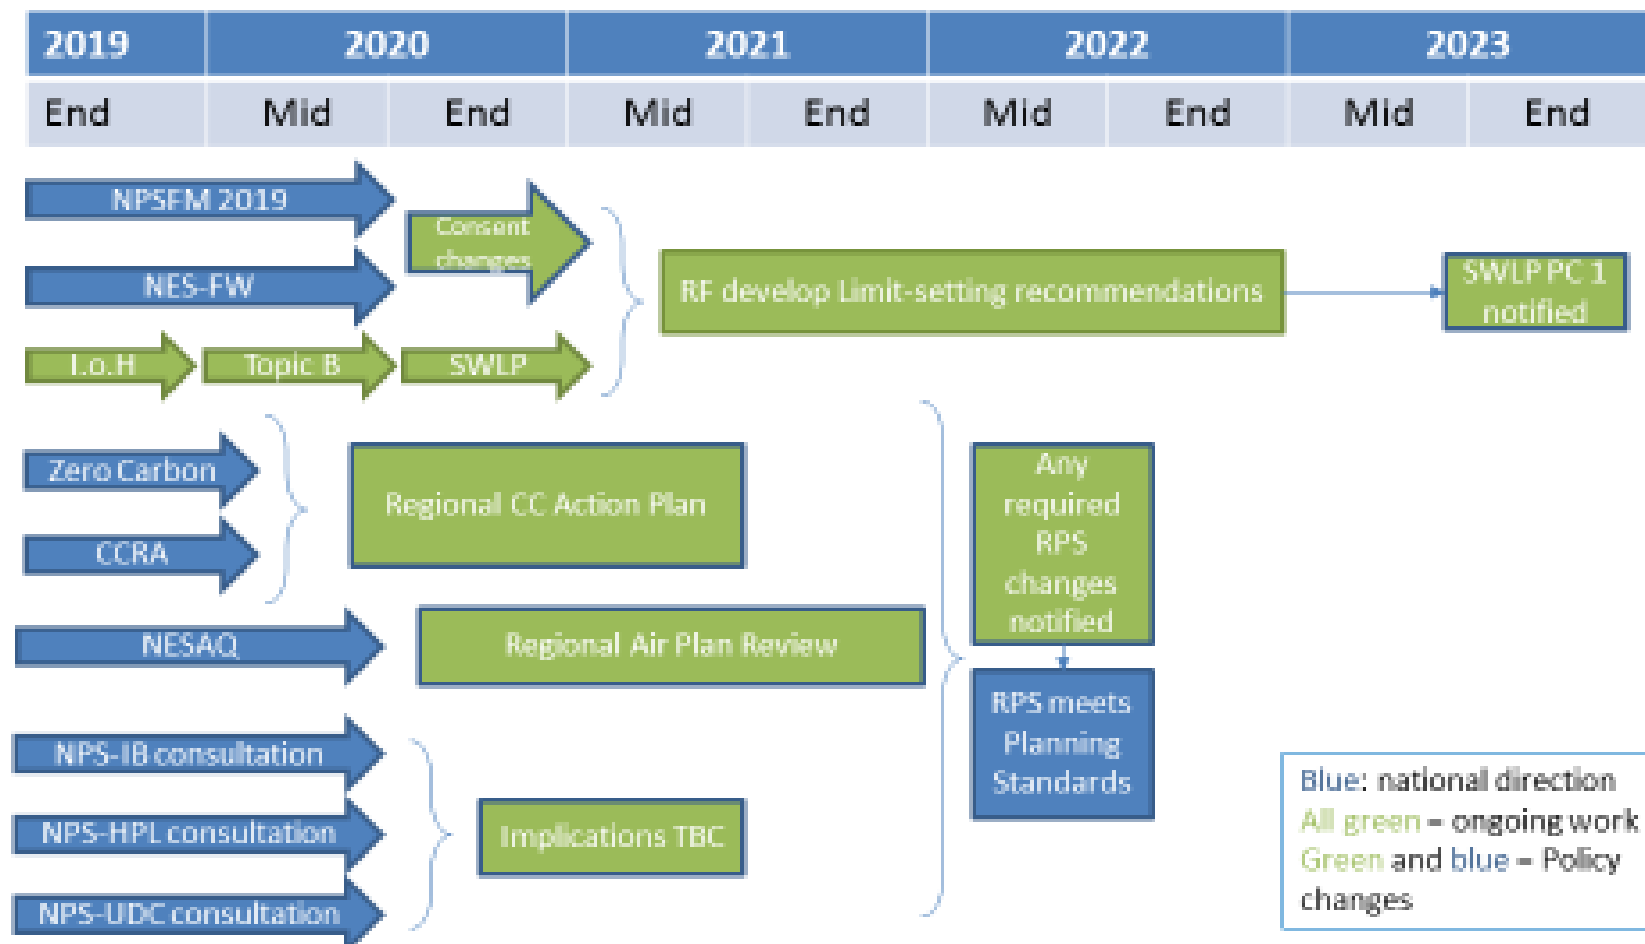 2019 2020 2021 2022 2023
End Mid End Mid End Mid End Mid End
NPSFM 2019
Consent
changes
NES-FW
RF develop Limit-setting recommendations
SWLP PC 1
notified
I.o.H
Topic B
SWLP
Zero Carbon
CCRA
Regional CC Action Plan
Any
required
RPS
changes
notified
NESAQ
Regional Air Plan Review
RPS meets
Planning
Standards
NPS-IB consultation
NPS-HPL consultation
NPS-UDC consultation
Implications TBC
Blue: national direction
All green = ongoing work
Green and blue = Policy
changes